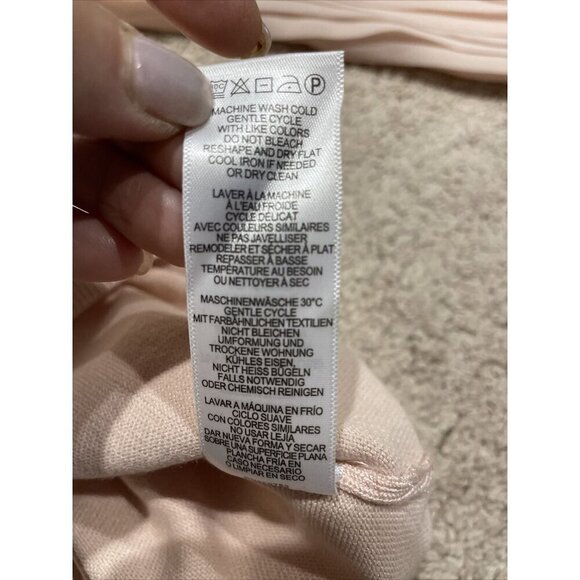 MACHINE WASH COLD
GENTLE CYCLE
WITH LIKE COLORS
DO NOT BLEACH
RESHAPE AND DRY FLAT
COOL IRON IF NEEDED
OR DRY CLEAN
LAVER À LA MACHINE
À L'EAU FROIDE
CYCLE DÉLICAT
AVEC COULEURS SIMILAIRES
NE PAS JAVELLISER
REMODELER ET SÉCHER À PLAT
REPASSER À BASSE
TEMPÉRATURE AU BESOIN
OU NETTOYER À SEC
MASCHINENWÄSCHE 30°C
GENTLE CYCLE
MIT FARBÄHNLICHEN TEXTILIEN
NICHT BLEICHEN
UMFORMUNG UND
TROCKENE WOHNUNG
KÜHLES EISEN,
NICHT HEISS BÜGELN
FALLS NOTWENDIG
ODER CHEMISCH REINIGEN
LAVAR A MÁQUINA EN FRÍO
CICLO SUAVE
CON COLORES SIMILARES
NO USAR LEJÍA
DAR NUEVA FORMA Y SECAR
SOBRE UNA SUPERFICIE PLANA
PLANCHA FRÍA EN
CASO NECESARIO
O LIMPIAR EN SECO